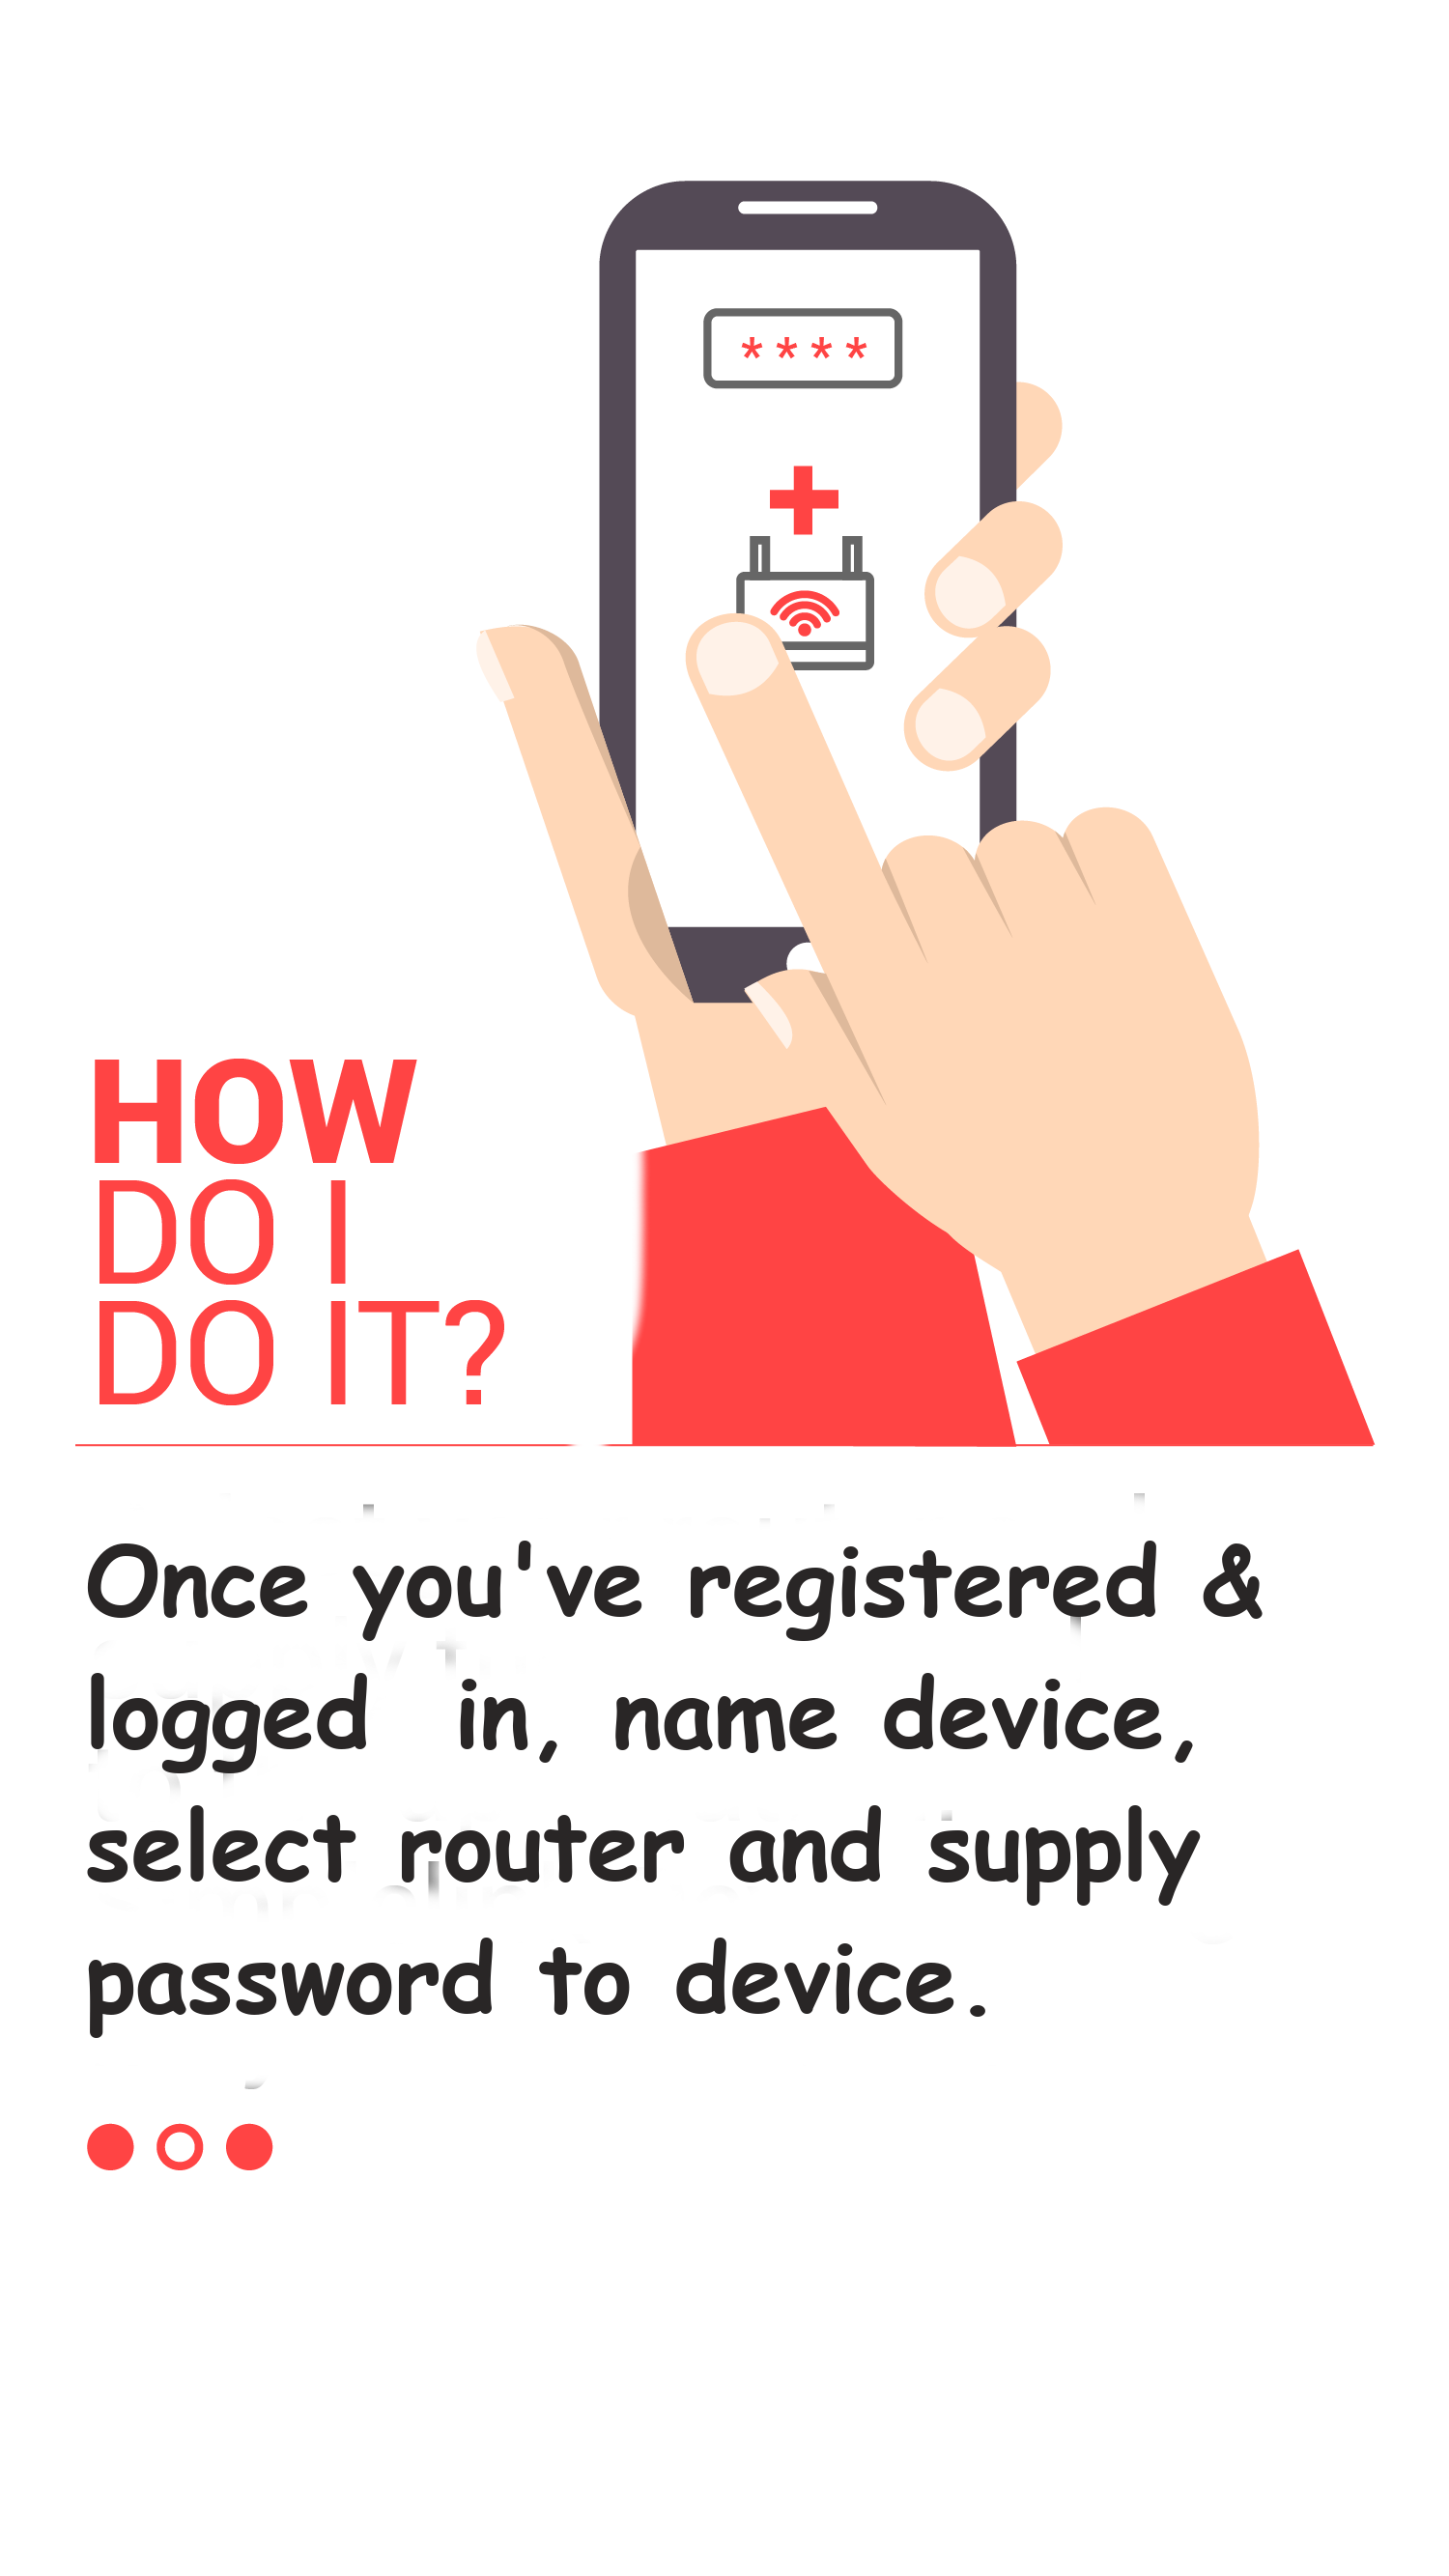 ****
HOW
DO I
DO IT?
Once you've registered &
logged in, name device,
select router and supply
password to device.